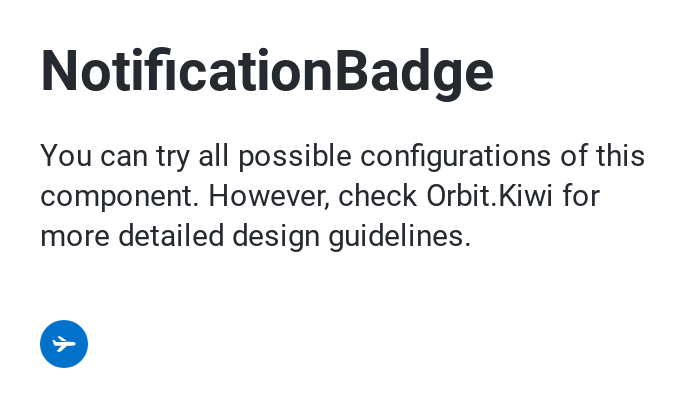 NotificationBadge
You can try all possible configurations of this
component. However, check Orbit.Kiwi for
more detailed design guidelines.